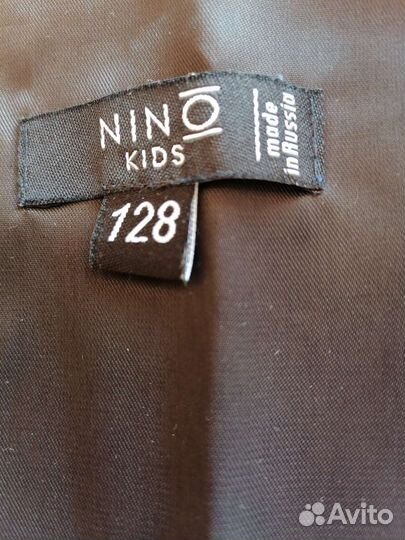 NINO
KIDS
made
in Russia
128
Avito